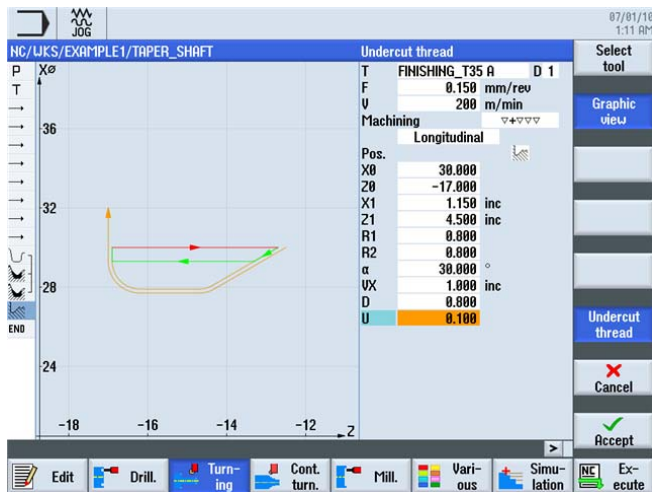 JOG
07/01/10
1:11 AM
NC/WKS/EXAMPLE1/TAPER_SHAFT
Undercut thread
Select tool
P
T
END
XØ
36
32
28
24
-18 -16 -14 -12 Z
T FINISHING_T35 A D 1
F 0.150 mm/rev
V 200 m/min
Machining ▽+▽▽▽
Longitudinal
Pos.
X0 30.000
Z0 -17.000
X1 1.150 inc
Z1 4.500 inc
R1 0.800
R2 0.800
α 30.000 °
VX 1.000 inc
D 0.800
U 0.100
Graphic view
Undercut thread
Cancel
Accept
>
Edit
Drill.
Turn-
ing
Cont.
turn.
Mill.
Vari-
ous
Simu-
lation
NC
Ex-
ecute